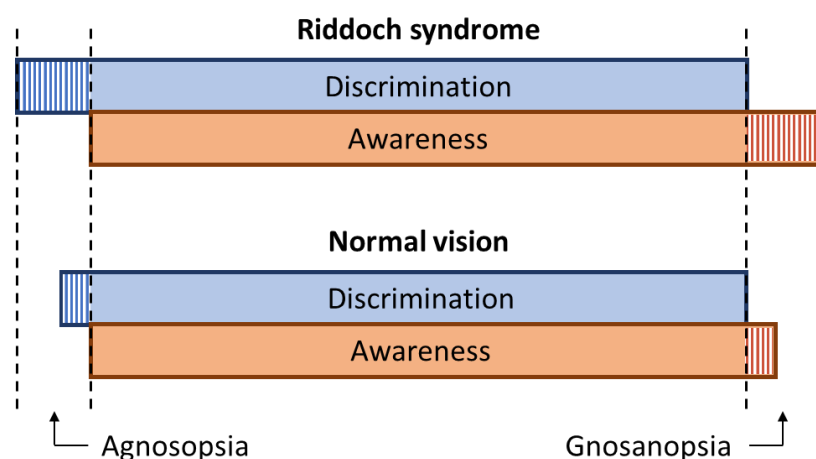 Riddoch syndrome
Discrimination
Awareness
Normal vision
Discrimination
Awareness
Agnosopsia
Gnosanopsia